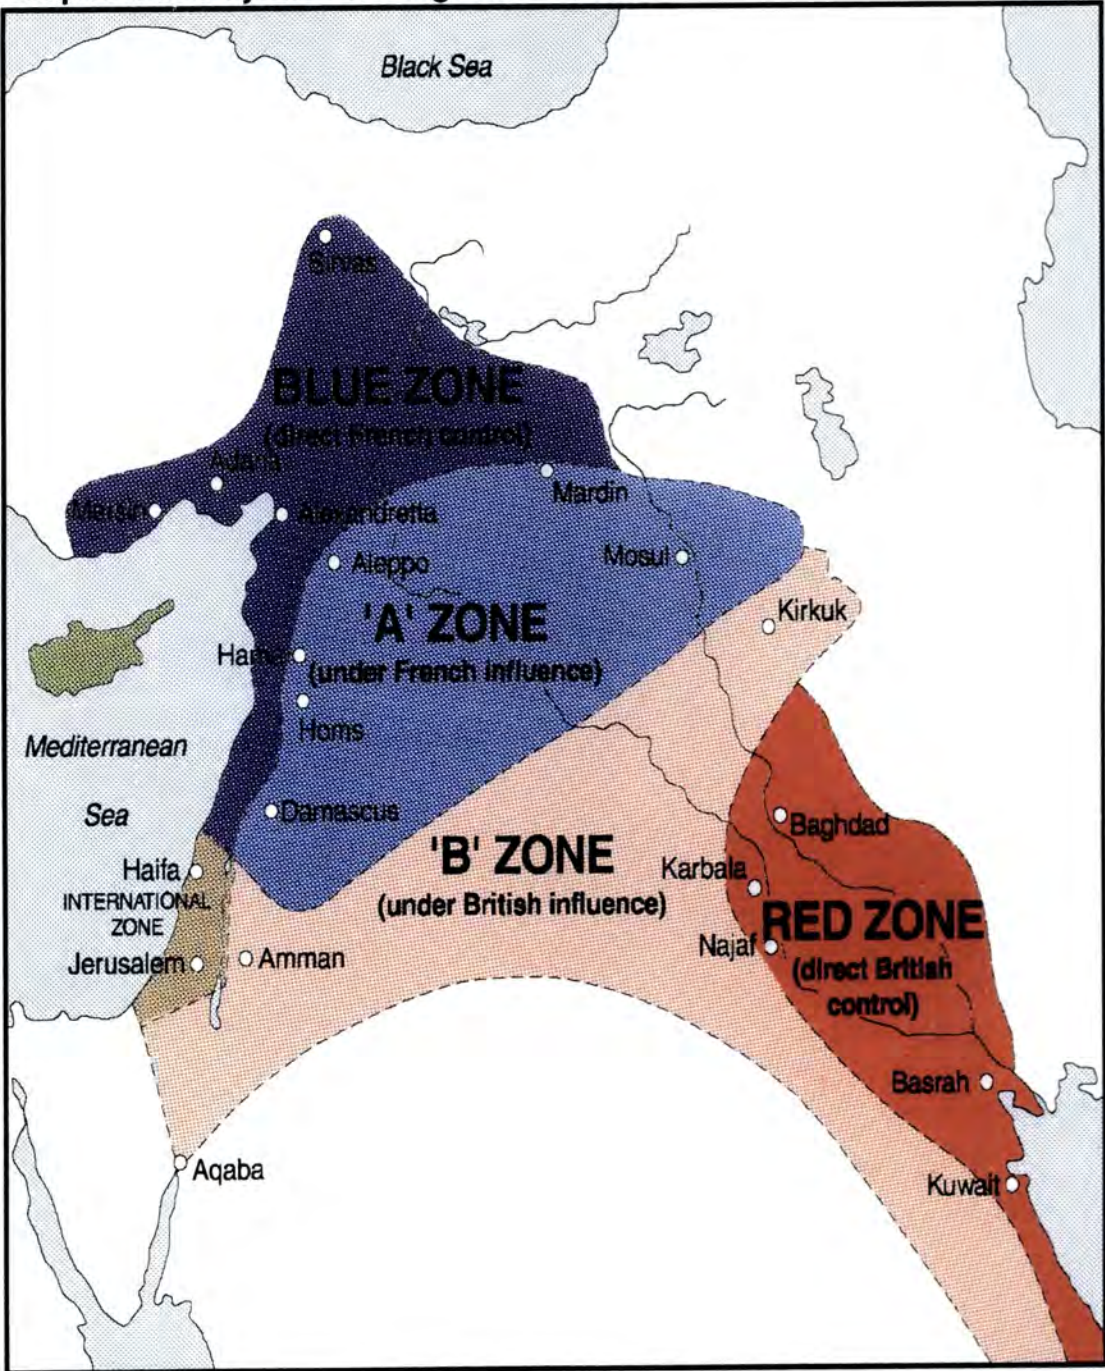 Black Sea
Sirvas
BLUE ZONE
(direct French control)
Adana
Mersin
Alexandretta
Mardin
Aleppo
Mosul
'A' ZONE
(under French influence)
Kirkuk
Hama
Homs
Mediterranean
Sea
Damascus
Baghdad
'B' ZONE
(under British influence)
Haifa
INTERNATIONAL
ZONE
Karbala
RED ZONE
(direct British
control)
Najaf
Jerusalem
Amman
Basrah
Aqaba
Kuwait